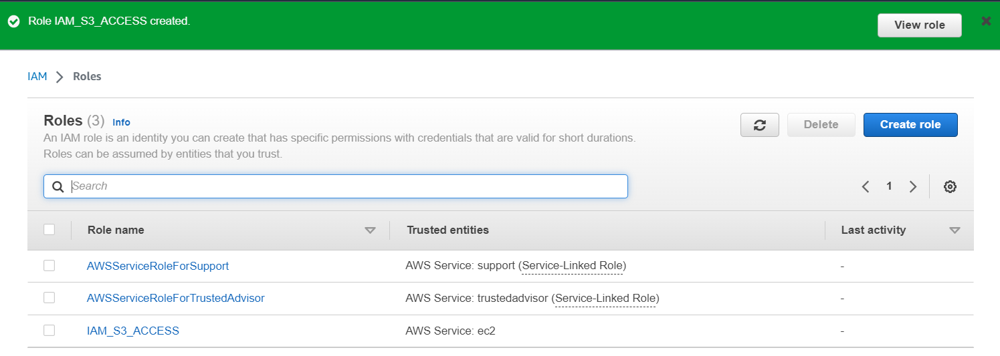 Role IAM_S3_ACCESS created.
View role
IAM
Roles
Roles (3) Info
An IAM role is an identity you can create that has specific permissions with credentials that are valid for short durations.
Roles can be assumed by entities that you trust.
Delete
Create role
Search
1
Role name
Trusted entities
Last activity
AWSServiceRoleForSupport
AWS Service: support (Service-Linked Role)
-
AWSServiceRoleForTrustedAdvisor
AWS Service: trustedadvisor (Service-Linked Role)
-
IAM_S3_ACCESS
AWS Service: ec2
-